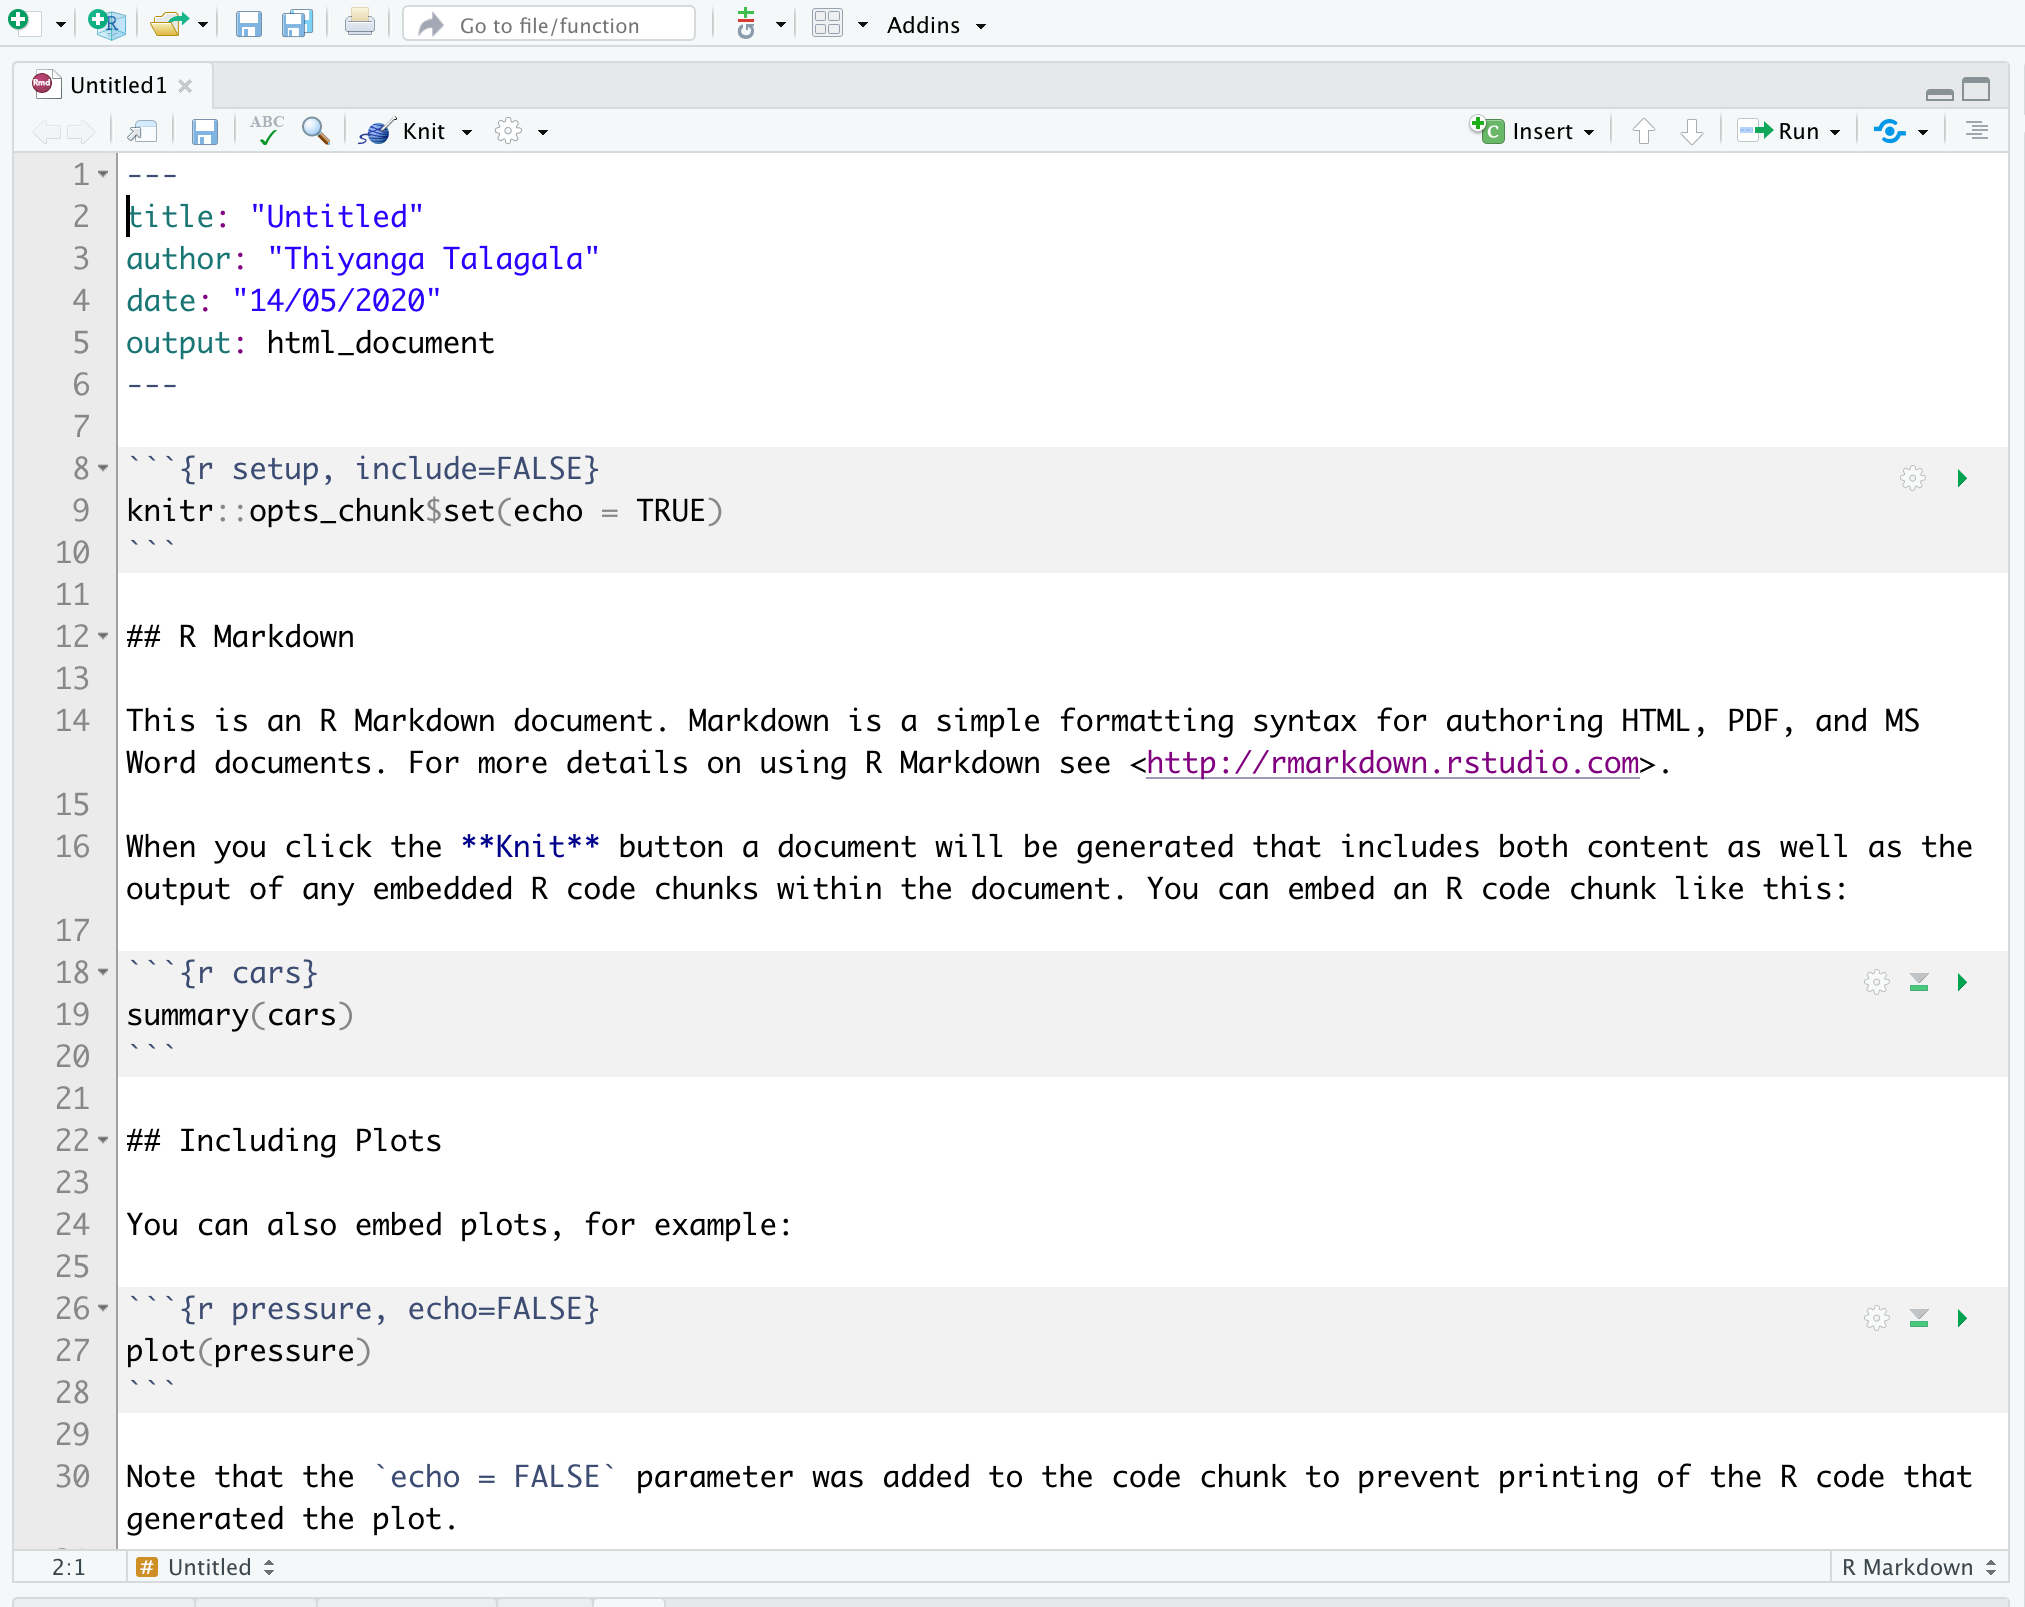 Go to file/function
Addins
Untitled1
ABC
Knit
Insert
Run
1 ---
2 title: "Untitled"
3 author: "Thiyanga Talagala"
4 date: "14/05/2020"
5 output: html_document
6 ---
7
8 ```{r setup, include=FALSE}
9 knitr::opts_chunk$set(echo = TRUE)
10 ```
11
12 ## R Markdown
13
14 This is an R Markdown document. Markdown is a simple formatting syntax for authoring HTML, PDF, and MS
Word documents. For more details on using R Markdown see <http://rmarkdown.rstudio.com>.
15
16 When you click the **Knit** button a document will be generated that includes both content as well as the
output of any embedded R code chunks within the document. You can embed an R code chunk like this:
17
18 ```{r cars}
19 summary(cars)
20 ```
21
22 ## Including Plots
23
24 You can also embed plots, for example:
25
26 ```{r pressure, echo=FALSE}
27 plot(pressure)
28 ```
29
30 Note that the `echo = FALSE` parameter was added to the code chunk to prevent printing of the R code that
generated the plot.
2:1 # Untitled R Markdown